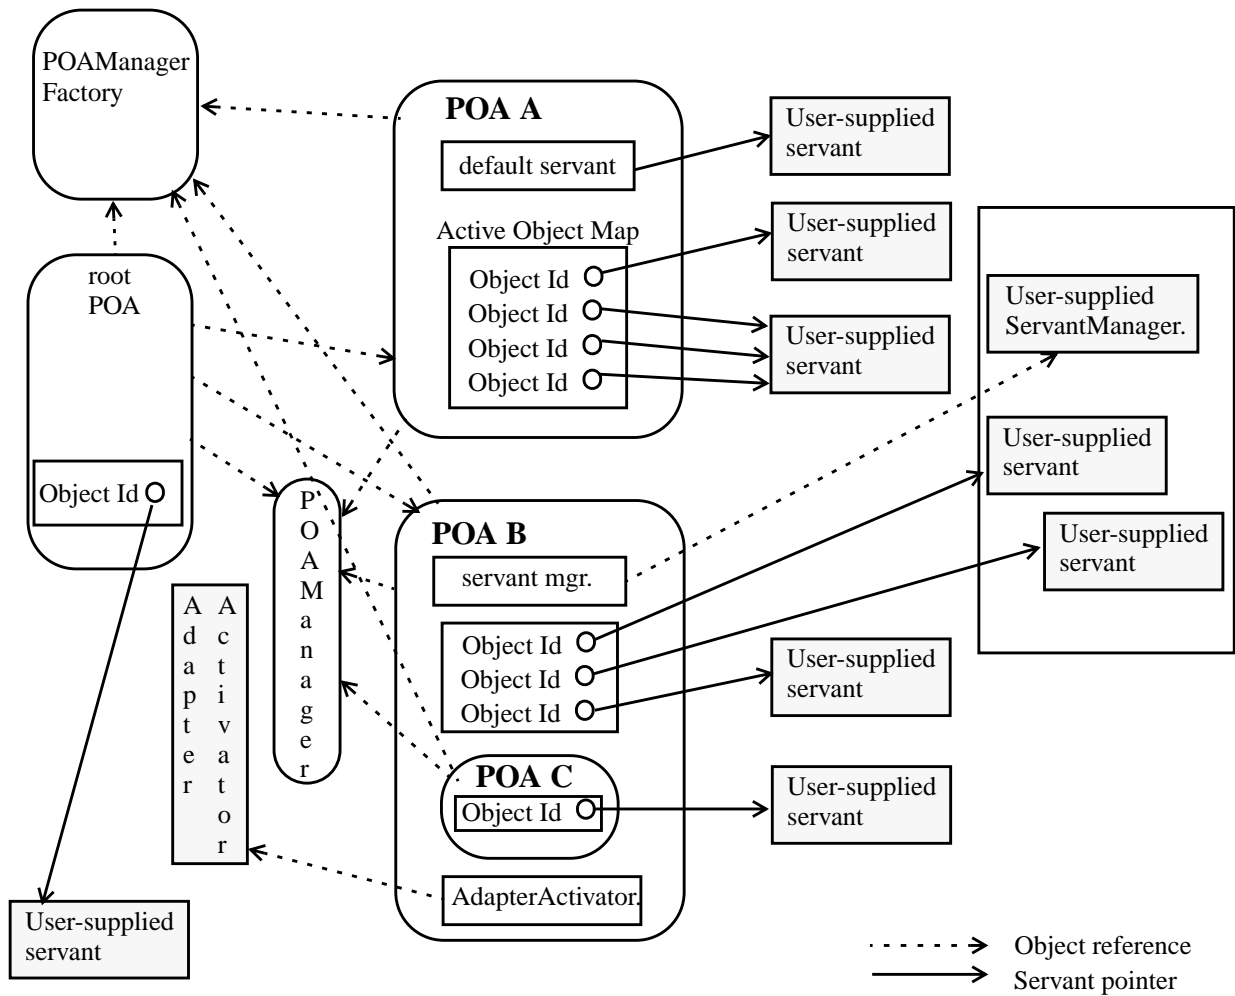 POAManager
Factory
root
POA
Object Id
User-supplied
servant
Adapter
Activator
POAManager
POA A
default servant
Active Object Map
Object Id
Object Id
Object Id
Object Id
User-supplied
servant
User-supplied
servant
User-supplied
servant
POA B
servant mgr.
Object Id
Object Id
Object Id
POA C
Object Id
AdapterActivator.
User-supplied
servant
User-supplied
servant
User-supplied
ServantManager.
User-supplied
servant
User-supplied
servant
Object reference
Servant pointer